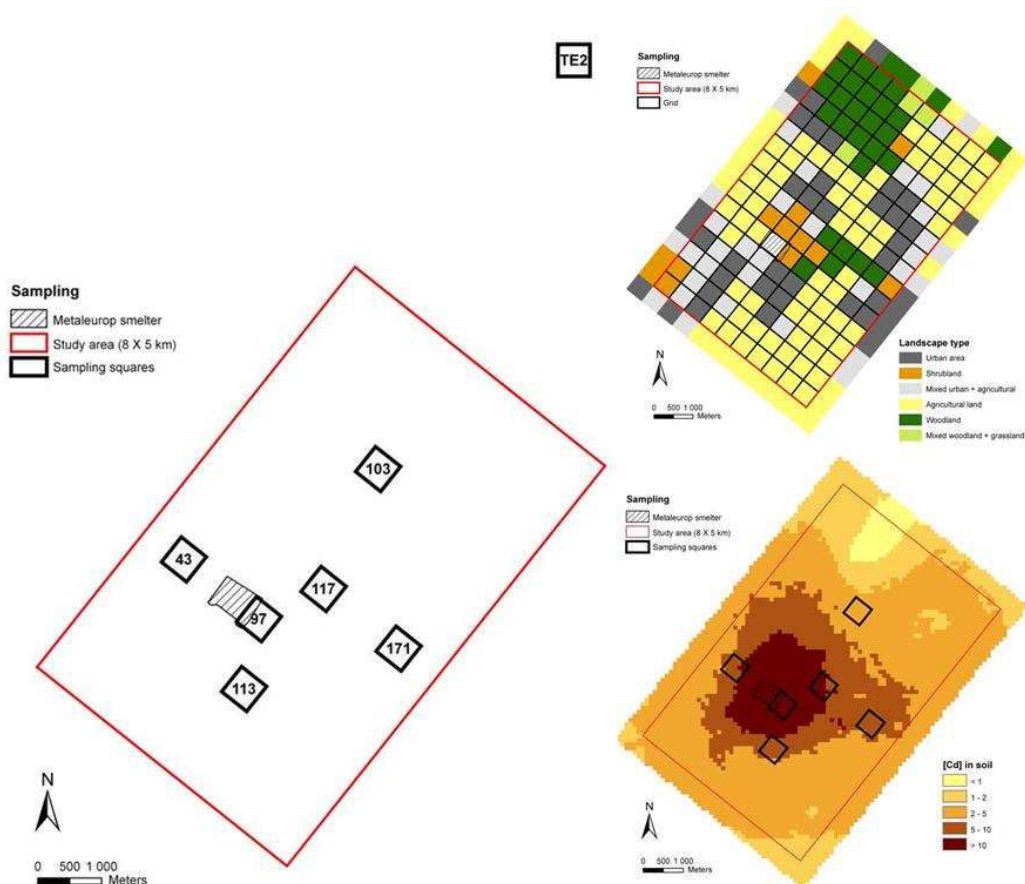 TE2
Sampling
Metaleurop smelter
Study area (8 X 5 km)
Grid
N
0 500 1 000
Meters
Landscape type
Urban area
Shrubland
Mixed urban + agricultural
Agricultural land
Woodland
Mixed woodland + grassland
Sampling
Metaleurop smelter
Study area (8 X 5 km)
Sampling squares
103
43
117
97
171
113
N
0 500 1 000
Meters
Sampling
Metaleurop smelter
Study area (8 X 5 km)
Sampling squares
N
0 500 1 000
Meters
[Cd] in soil
< 1
1 - 2
2 - 5
5 - 10
> 10